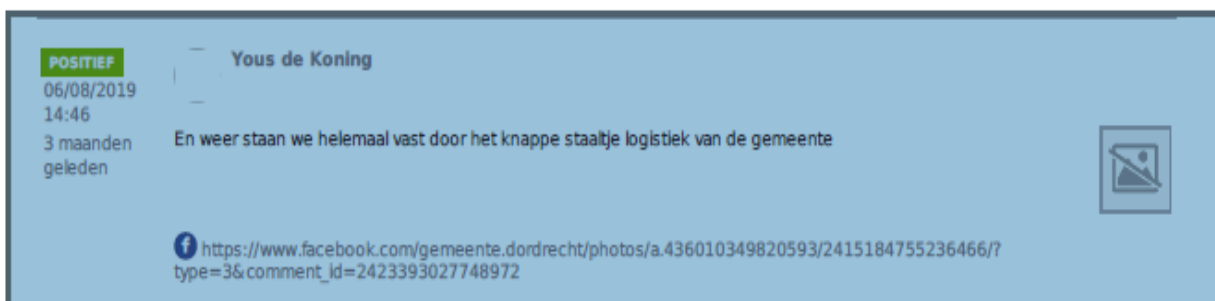 POSITIEF
06/08/2019
14:46
3 maanden
geleden
Yous de Koning
En weer staan we helemaal vast door het knappe staaltje logistiek van de gemeente
https://www.facebook.com/gemeente.dordrecht/photos/a.436010349820593/2415184755236466/?
type=3&comment_id=2423393027748972